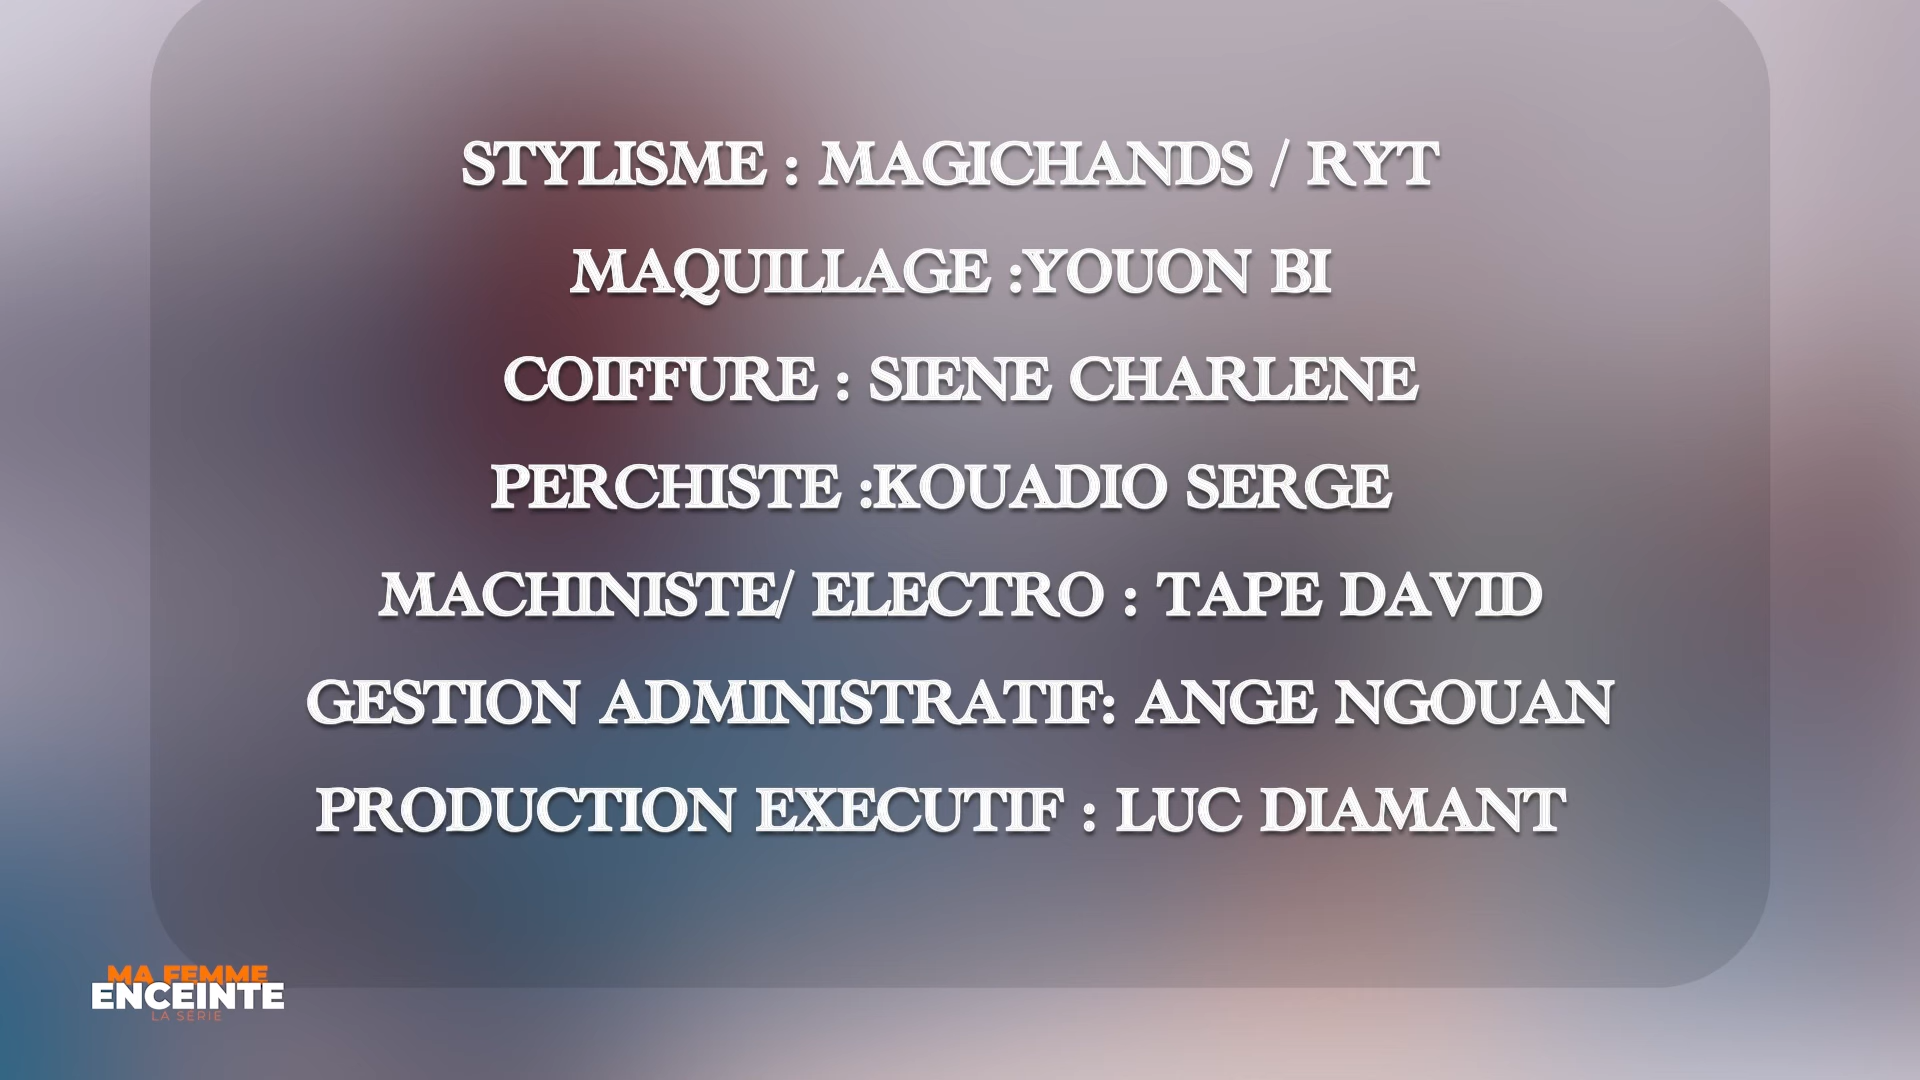 STYLISME : MAGICHANDS / RYT
MAQUILLAGE :YOUON BI
COIFFURE : SIENE CHARLENE
PERCHISTE :KOUADIO SERGE
MACHINISTE/ ELECTRO : TAPE DAVID
GESTION ADMINISTRATIF: ANGE NGOUAN
PRODUCTION EXECUTIF : LUC DIAMANT
MA FEMME
ENCEINTE
LA SÉRIE